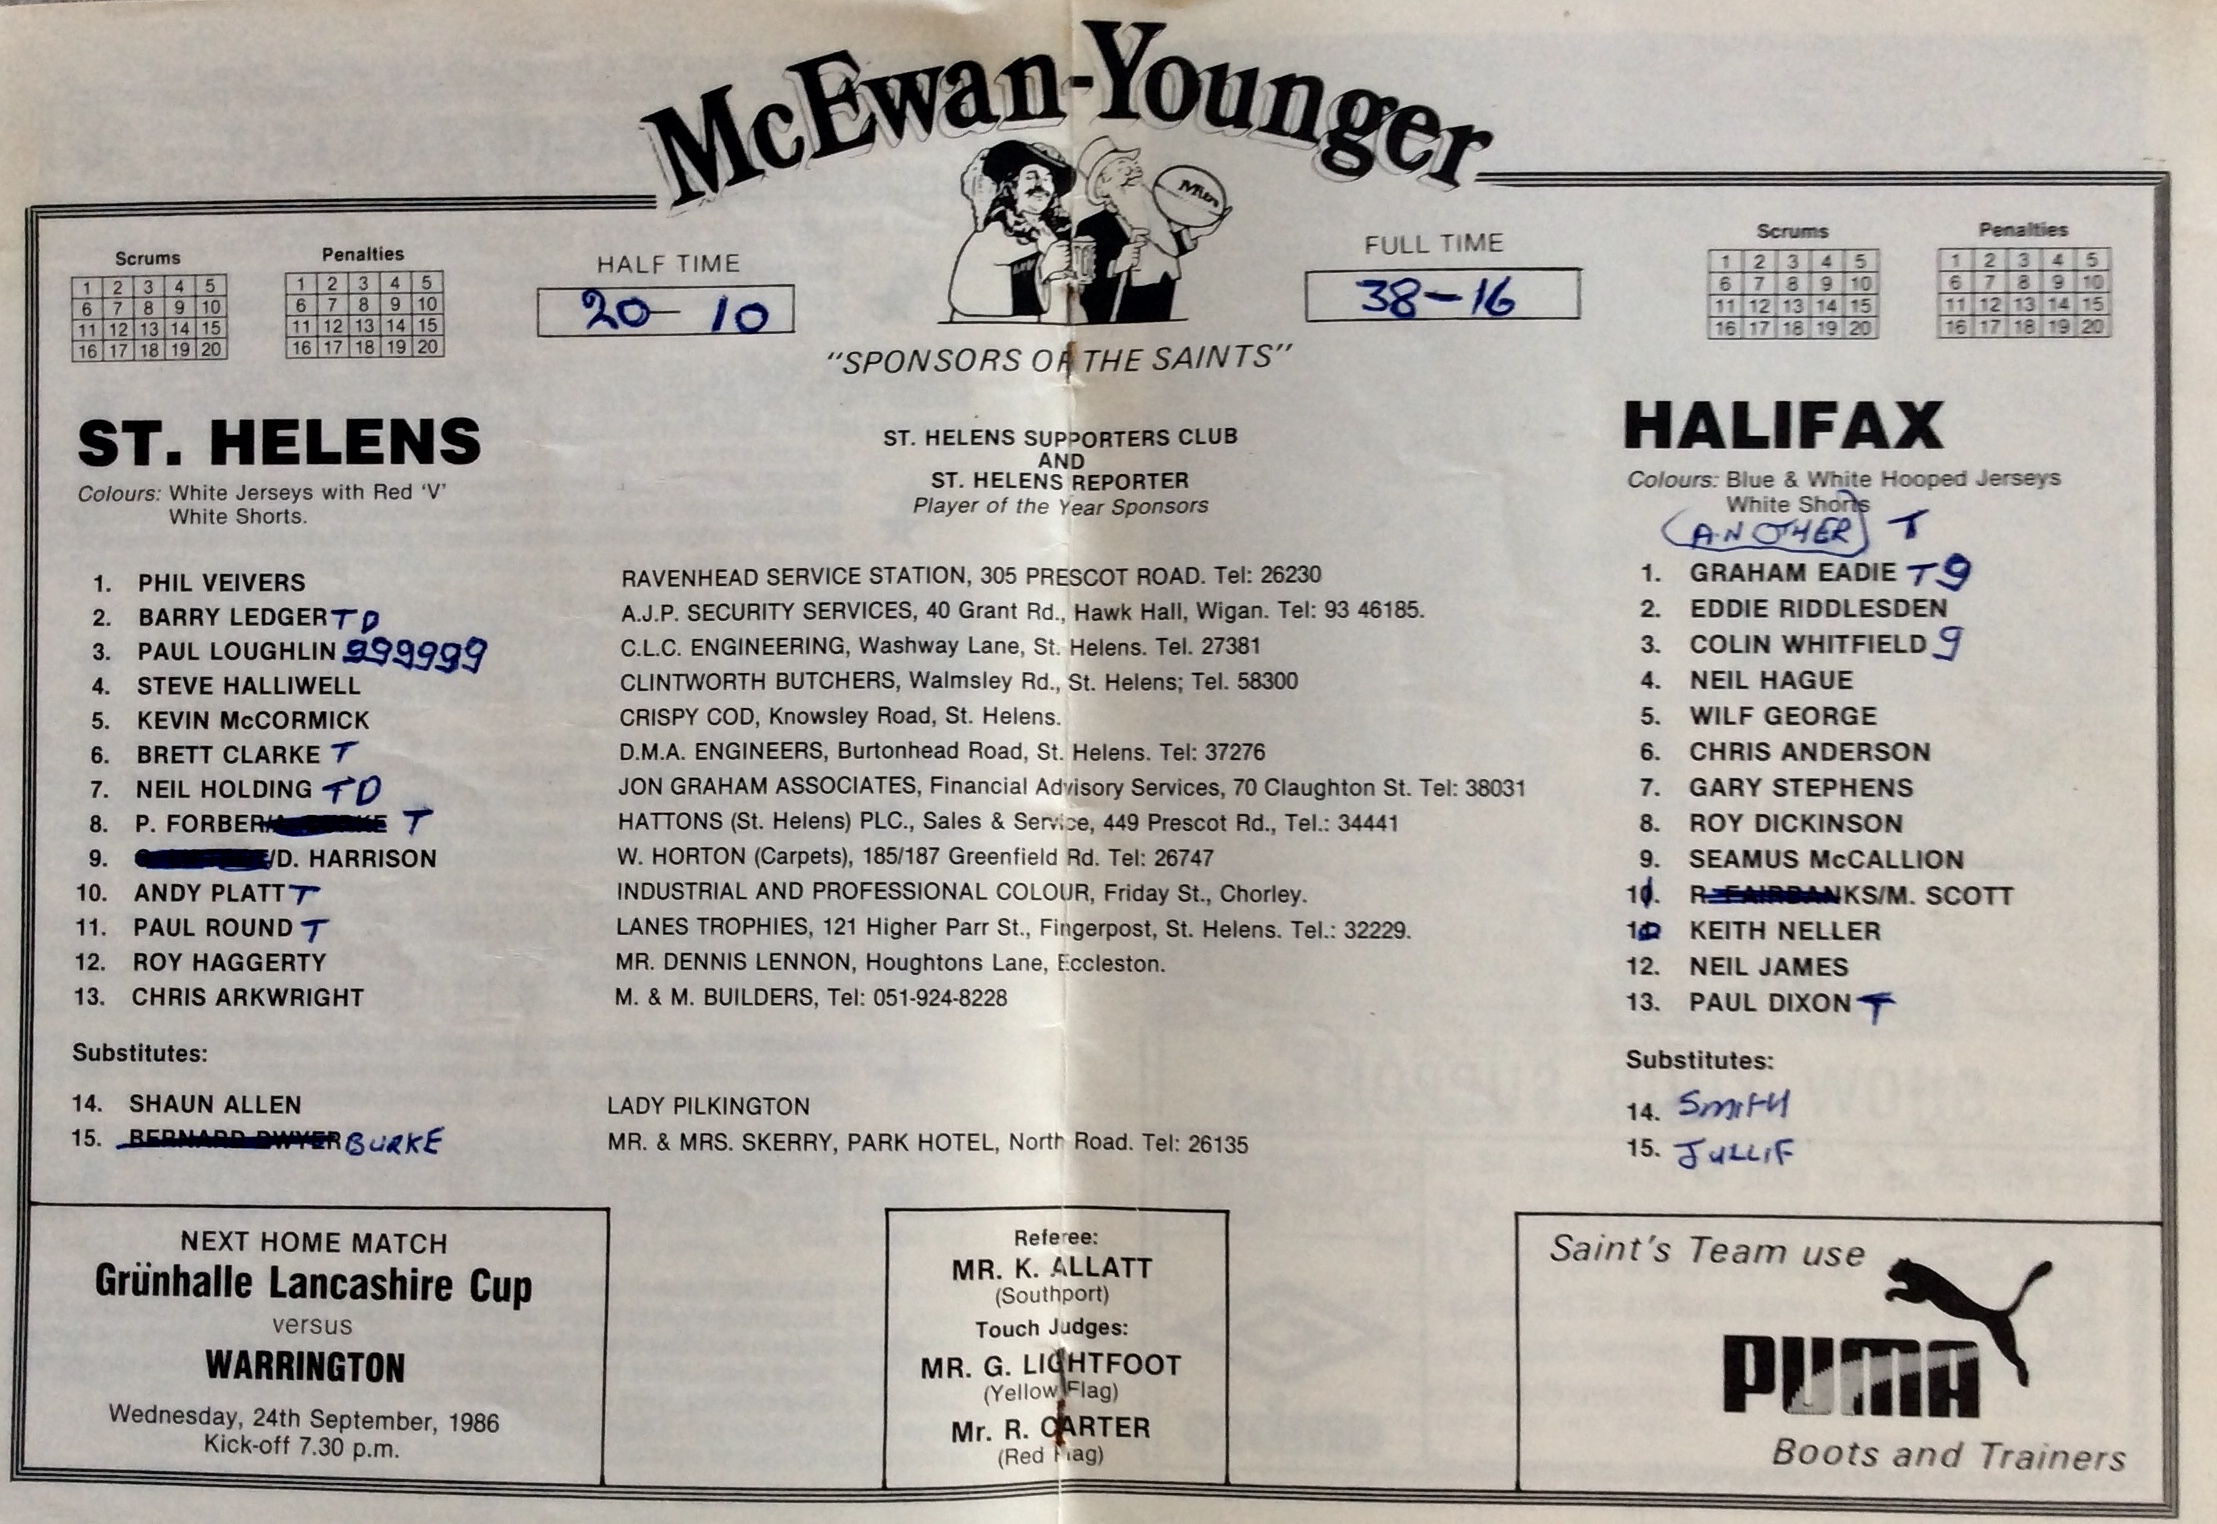 McEwan-Younger
Scrums
1 2 3 4 5
6 7 8 9 10
11 12 13 14 15
16 17 18 19 20
Penalties
1 2 3 4 5
6 7 8 9 10
11 12 13 14 15
16 17 18 19 20
HALF TIME
20 - 10
FULL TIME
38 - 16
Scrums
1 2 3 4 5
6 7 8 9 10
11 12 13 14 15
16 17 18 19 20
Penalties
1 2 3 4 5
6 7 8 9 10
11 12 13 14 15
16 17 18 19 20
"SPONSORS OF THE SAINTS"
ST. HELENS
Colours: White Jerseys with Red 'V'
White Shorts.
ST. HELENS SUPPORTERS CLUB
AND
ST. HELENS REPORTER
Player of the Year Sponsors
HALIFAX
Colours: Blue & White Hooped Jerseys
White Shorts
(ANOTHER) T
1. PHIL VEIVERS RAVENHEAD SERVICE STATION, 305 PRESCOT ROAD. Tel: 26230
2. BARRY LEDGER T D A.J.P. SECURITY SERVICES, 40 Grant Rd., Hawk Hall, Wigan. Tel: 93 46185.
3. PAUL LOUGHLIN 999999 C.L.C. ENGINEERING, Washway Lane, St. Helens. Tel. 27381
4. STEVE HALLIWELL CLINTWORTH BUTCHERS, Walmsley Rd., St. Helens; Tel. 58300
5. KEVIN McCORMICK CRISPY COD, Knowsley Road, St. Helens.
6. BRETT CLARKE T D.M.A. ENGINEERS, Burtonhead Road, St. Helens. Tel: 37276
7. NEIL HOLDING T D JON GRAHAM ASSOCIATES, Financial Advisory Services, 70 Claughton St. Tel: 38031
8. P. FORBER/ T HATTONS (St. Helens) PLC., Sales & Service, 449 Prescot Rd., Tel.: 34441
9. /D. HARRISON W. HORTON (Carpets), 185/187 Greenfield Rd. Tel: 26747
10. ANDY PLATT T INDUSTRIAL AND PROFESSIONAL COLOUR, Friday St., Chorley.
11. PAUL ROUND T LANES TROPHIES, 121 Higher Parr St., Fingerpost, St. Helens. Tel.: 32229.
12. ROY HAGGERTY MR. DENNIS LENNON, Houghtons Lane, Eccleston.
13. CHRIS ARKWRIGHT M. & M. BUILDERS, Tel: 051-924-8228
Substitutes:
14. SHAUN ALLEN LADY PILKINGTON
15. BERNARD DWYER BURKE MR. & MRS. SKERRY, PARK HOTEL, North Road. Tel: 26135
1. GRAHAM EADIE T 9
2. EDDIE RIDDLESDEN
3. COLIN WHITFIELD 9
4. NEIL HAGUE
5. WILF GEORGE
6. CHRIS ANDERSON
7. GARY STEPHENS
8. ROY DICKINSON
9. SEAMUS McCALLION
11. R. FAIRBANKS/M. SCOTT
10 KEITH NELLER
12. NEIL JAMES
13. PAUL DIXON T
Substitutes:
14. SMITH
15. JULLIF
NEXT HOME MATCH
Grünhalle Lancashire Cup
versus
WARRINGTON
Wednesday, 24th September, 1986
Kick-off 7.30 p.m.
Referee:
MR. K. ALLATT
(Southport)
Touch Judges:
MR. G. LIGHTFOOT
(Yellow Flag)
Mr. R. CARTER
(Red Flag)
Saint's Team use
PUMA
Boots and Trainers